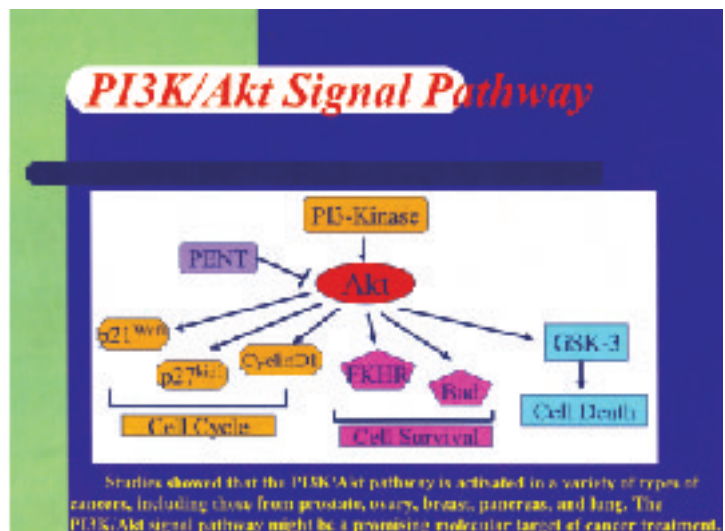 PI3K/Akt Signal Pathway
PI3-Kinase
PENT
Akt
p21
p27
CyclinD1
FKHR
Bad
GSK-3
Cell Death
Cell Cycle
Cell Survival
Studies showed that the PI3K/Akt pathway is activated in a variety of types of
cancers, including those from prostate, ovary, breast, pancreas, and lung. The
PI3K/Akt signal pathway might be a promising molecular target of cancer treatment.